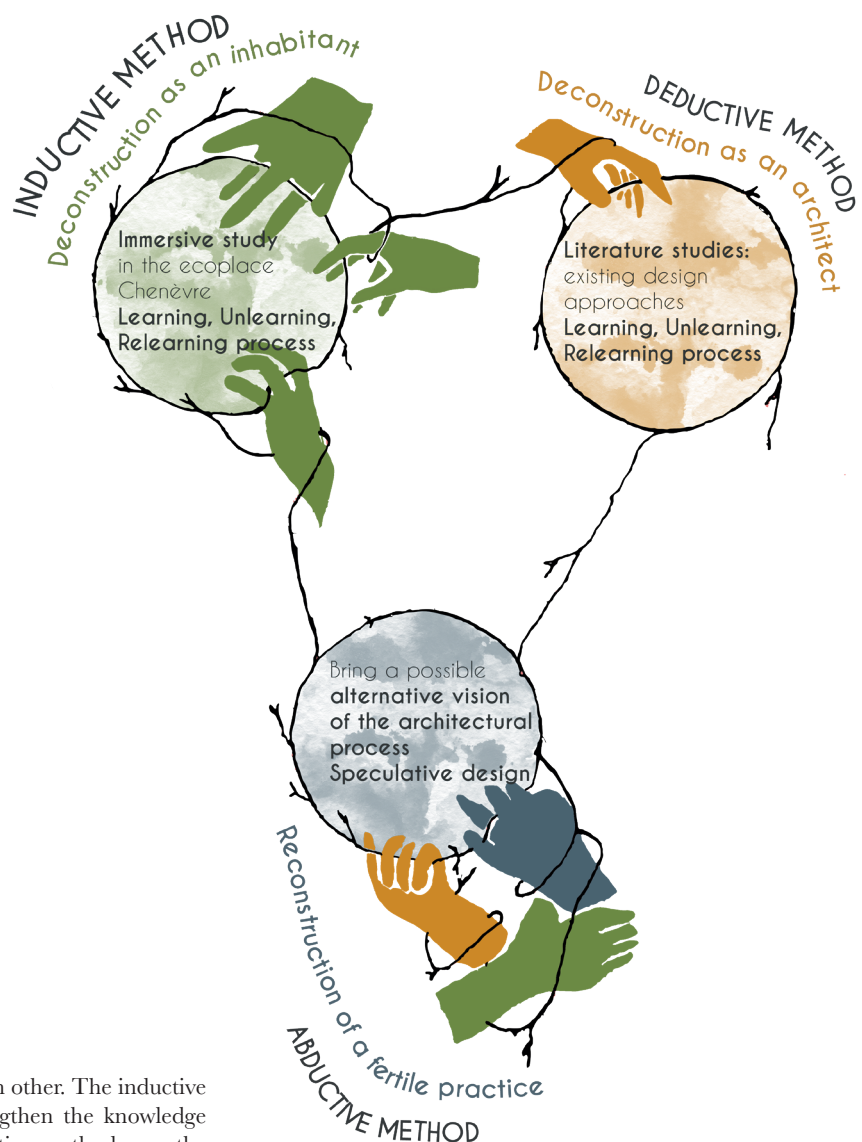 INDUCTIVE METHOD
Deconstruction as an inhabitant
Immersive study
in the ecoplace
Chenèvre
Learning, Unlearning,
Relearning process
DEDUCTIVE METHOD
Deconstruction as an architect
Literature studies:
existing design
approaches
Learning, Unlearning,
Relearning process
Bring a possible
alternative vision
of the architectural
process
Speculative design
Reconstruction of a fertile practice
ABDUCTIVE METHOD
other. The inductive
gthen the knowledge